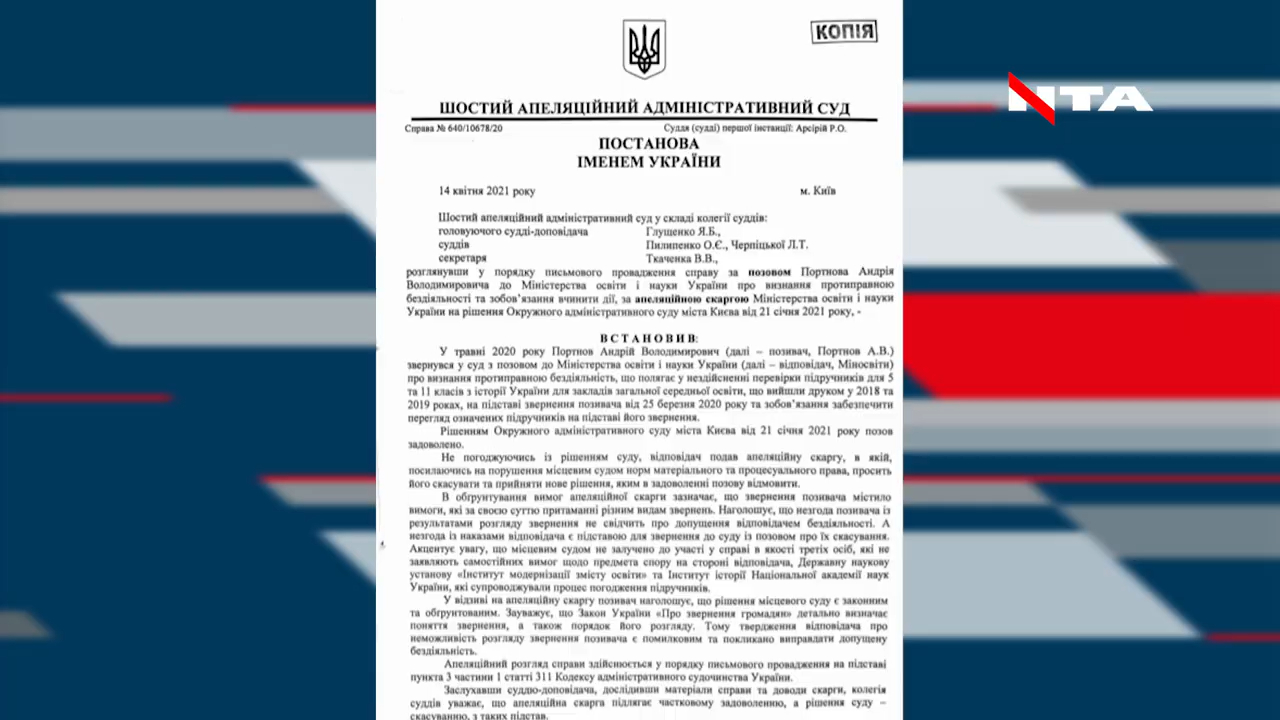 КОПІЯ
NTA
ШОСТИЙ АПЕЛЯЦІЙНИЙ АДМІНІСТРАТИВНИЙ СУД
Справа № 640/10678/20 Суддя (судді) першої інстанції: Арсірій Р.О.
ПОСТАНОВА
ІМЕНЕМ УКРАЇНИ
14 квітня 2021 року м. Київ
Шостий апеляційний адміністративний суд у складі колегії суддів:
головуючого судді-доповідача Глущенко Я.Б.,
суддів Пилипенко О.Є., Черпіцької Л.Т.
секретаря Ткаченка В.В.,
розглянувши у порядку письмового провадження справу за позовом Портнова Андрія
Володимировича до Міністерства освіти і науки України про визнання протиправною
бездіяльності та зобов’язання вчинити дії, за апеляційною скаргою Міністерства освіти і науки
України на рішення Окружного адміністративного суду міста Києва від 21 січня 2021 року, -
ВСТАНОВИВ:
У травні 2020 року Портнов Андрій Володимирович (далі – позивач, Портнов А.В.)
звернувся у суд з позовом до Міністерства освіти і науки України (далі – відповідач, Міносвіти)
про визнання протиправною бездіяльність, що полягає у нездійсненні перевірки підручників для 5
та 11 класів з історії України для закладів загальної середньої освіти, що вийшли друком у 2018 та
2019 роках, на підставі звернення позивача від 25 березня 2020 року та зобов’язання забезпечити
перегляд означених підручників на підставі його звернення.
Рішенням Окружного адміністративного суду міста Києва від 21 січня 2021 року позов
задоволено.
Не погоджуючись із рішенням суду, відповідач подав апеляційну скаргу, в якій,
посилаючись на порушення місцевим судом норм матеріального та процесуального права, просить
його скасувати та прийняти нове рішення, яким в задоволенні позову відмовити.
В обґрунтування вимог апеляційної скарги зазначає, що звернення позивача містило
вимоги, які за своєю суттю притаманні різним видам звернень. Наголошує, що незгода позивача із
результатами розгляду звернення не свідчить про допущення відповідачем бездіяльності. А
незгода із наказами відповідача є підставою для звернення до суду із позовом про їх скасування.
Акцентує увагу, що місцевим судом не залучено до участі у справі в якості третіх осіб, які не
заявляють самостійних вимог щодо предмета спору на стороні відповідача, Державну наукову
установу «Інститут модернізації змісту освіти» та Інститут історії Національної академії наук
України, які супроводжували процес погодження підручників.
У відзиві на апеляційну скаргу позивач наголошує, що рішення місцевого суду є законним
та обґрунтованим. Зауважує, що Закон України «Про звернення громадян» детально визначає
поняття звернення, а також порядок його розгляду. Тому твердження відповідача про
неможливість розгляду звернення позивача є помилковим та покликано виправдати допущену
бездіяльність.
Апеляційний розгляд справи здійснюється у порядку письмового провадження на підставі
пункта 3 частини 1 статті 311 Кодексу адміністративного судочинства України.
Заслухавши суддю-доповідача, дослідивши матеріали справи та доводи скарги, колегія
суддів уважає, що апеляційна скарга підлягає частковому задоволенню, а рішення суду –
скасуванню, з таких підстав.